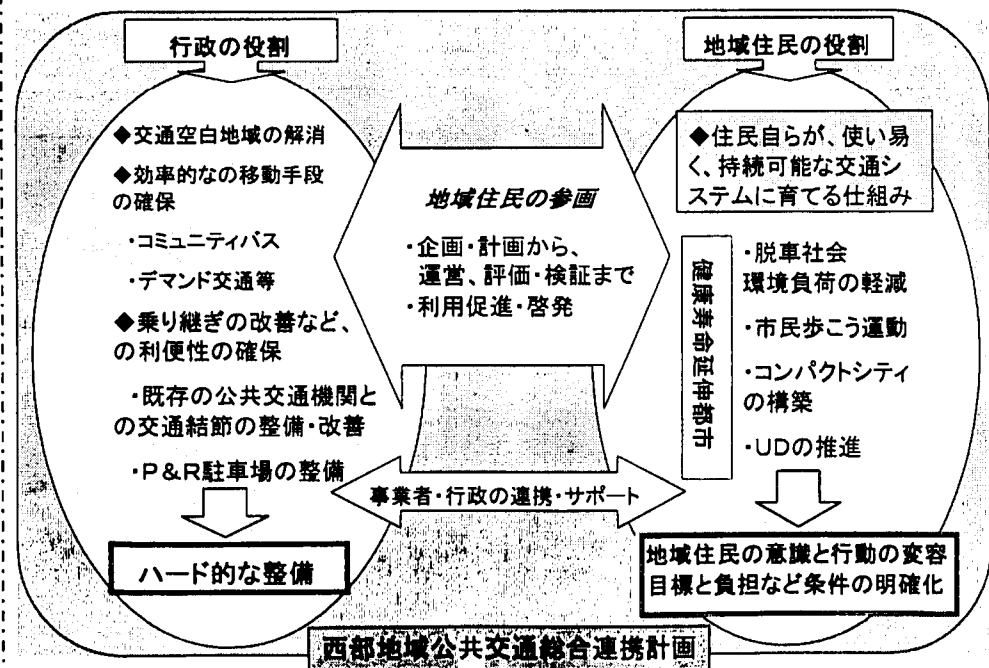 行政の役割
◆交通空白地域の解消
◆効率的なの移動手段
の確保
・コミュニティバス
・デマンド交通等
◆乗り継ぎの改善など、
の利便性の確保
・既存の公共交通機関と
の交通結節の整備・改善
・P&R駐車場の整備
ハード的な整備
地域住民の参画
・企画・計画から、
運営、評価・検証まで
・利用促進・啓発
事業者・行政の連携・サポート
地域住民の役割
◆住民自らが、使い易
く、持続可能な交通シ
ステムに育てる仕組み
健康寿命延伸都市
・脱車社会
環境負荷の軽減
・市民歩こう運動
・コンパクトシティ
の構築
・UDの推進
地域住民の意識と行動の変容
目標と負担など条件の明確化
西部地域公共交通総合連携計画